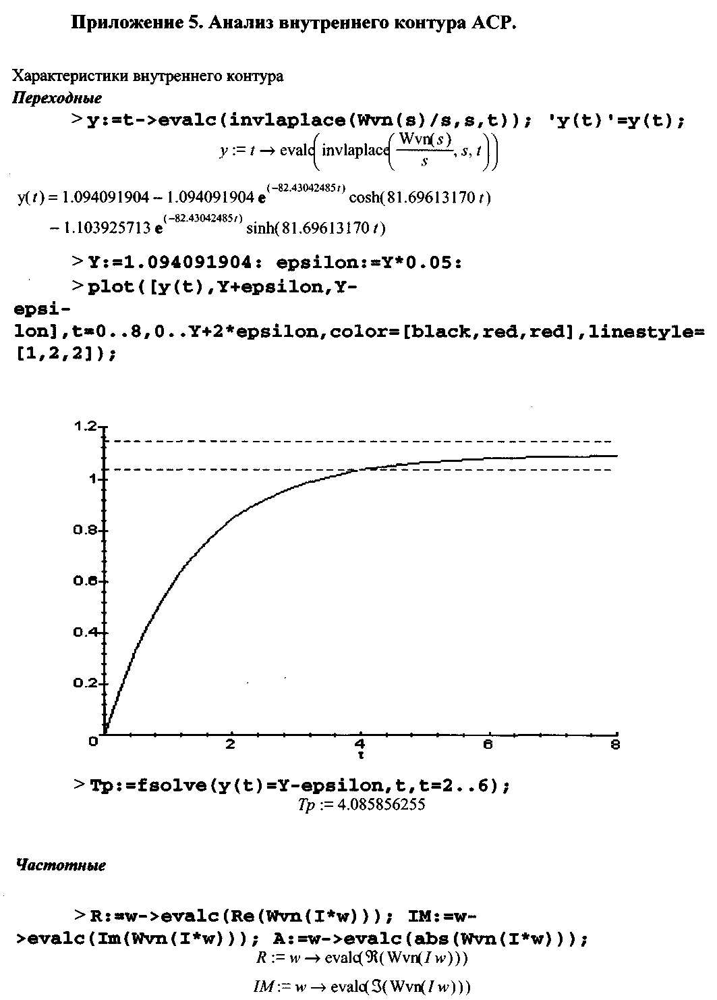 Приложение 5. Анализ внутреннего контура АСР.
Характеристики внутреннего контура
Переходные
>y:=t->evalc(invlaplace(Wvn(s)/s,s,t)); 'y(t)'=y(t);
y := t → evalc(invlaplace(Wvn(s)/s, s, t))
y(t) = 1.094091904 – 1.094091904 e^(−82.43042485 t) cosh(81.69613170 t)
– 1.103925713 e^(−82.43042485 t) sinh(81.69613170 t)
>Y:=1.094091904: epsilon:=Y*0.05:
>plot([y(t),Y+epsilon,Y-
epsi-
lon],t=0..8,0..Y+2*epsilon,color=[black,red,red],linestyle=
[1,2,2]);
1.2
1
0.8
0.6
0.4
0.2
0
0 2 4 6 8
t
>Tp:=fsolve(y(t)=Y-epsilon,t,t=2..6);
Tp := 4.085856255
Частотные
>R:=w->evalc(Re(Wvn(I*w))); IM:=w-
>evalc(Im(Wvn(I*w))); A:=w->evalc(abs(Wvn(I*w)));
R := w → evalc(ℜ(Wvn(I w)))
IM := w → evalc(ℑ(Wvn(I w)))